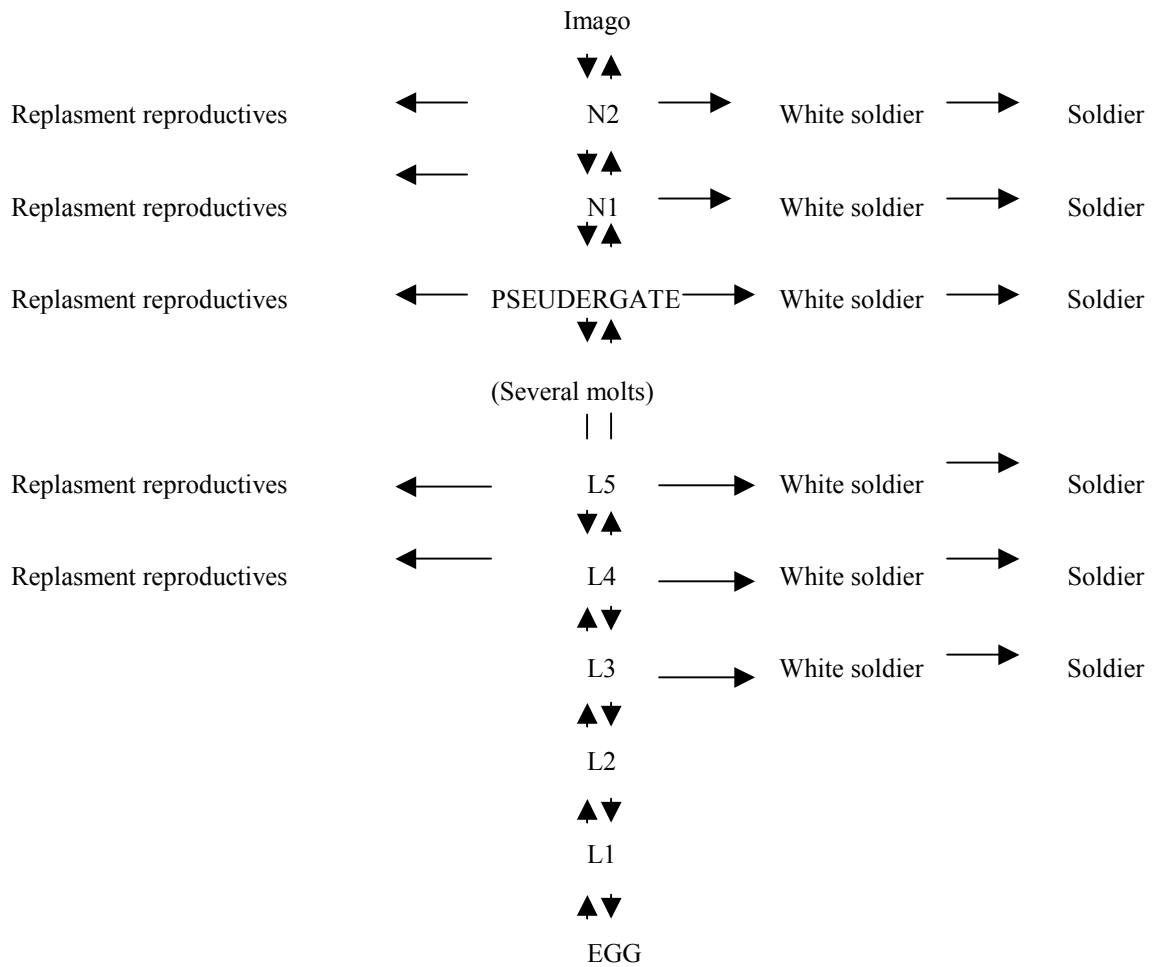 Imago
Replasment reproductives N2 White soldier Soldier
Replasment reproductives N1 White soldier Soldier
Replasment reproductives PSEUDERGATE White soldier Soldier
(Several molts)
Replasment reproductives L5 White soldier Soldier
Replasment reproductives L4 White soldier Soldier
L3 White soldier Soldier
L2
L1
EGG